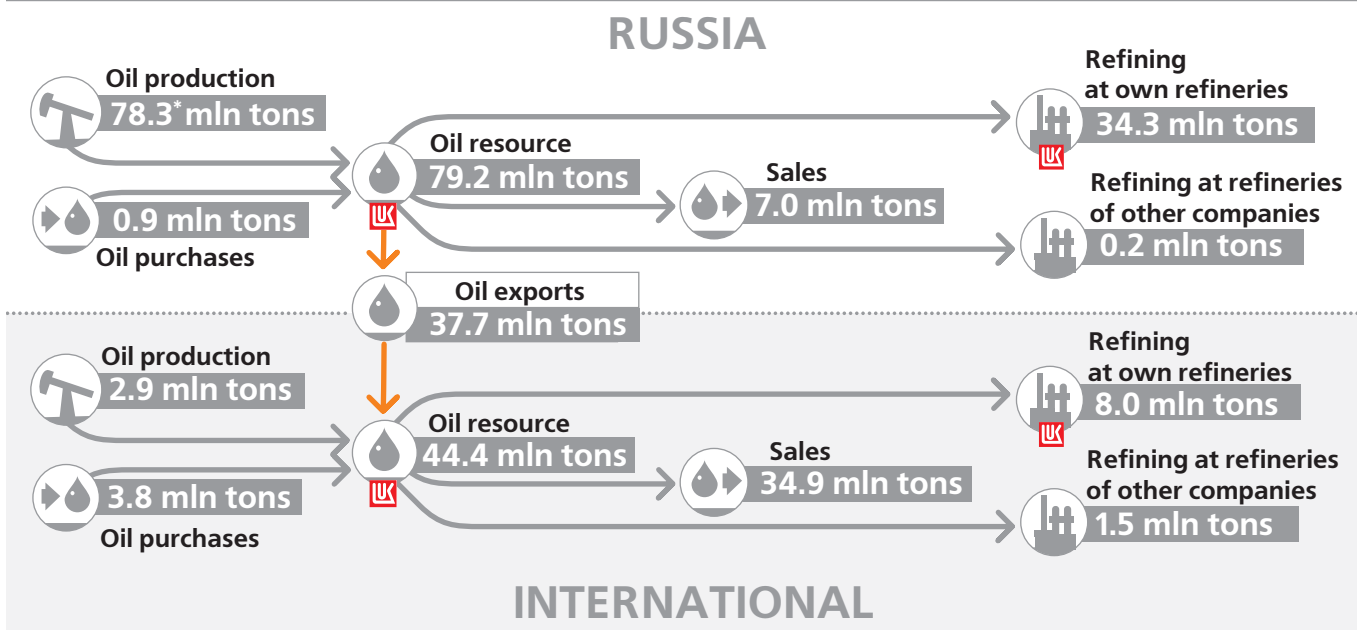 RUSSIA
Oil production
78.3* mln tons
0.9 mln tons
Oil purchases
Oil resource
79.2 mln tons
ЛУК
Sales
7.0 mln tons
Refining
at own refineries
34.3 mln tons
ЛУК
Refining at refineries
of other companies
0.2 mln tons
Oil exports
37.7 mln tons
Oil production
2.9 mln tons
3.8 mln tons
Oil purchases
Oil resource
44.4 mln tons
ЛУК
Sales
34.9 mln tons
Refining
at own refineries
8.0 mln tons
ЛУК
Refining at refineries
of other companies
1.5 mln tons
INTERNATIONAL